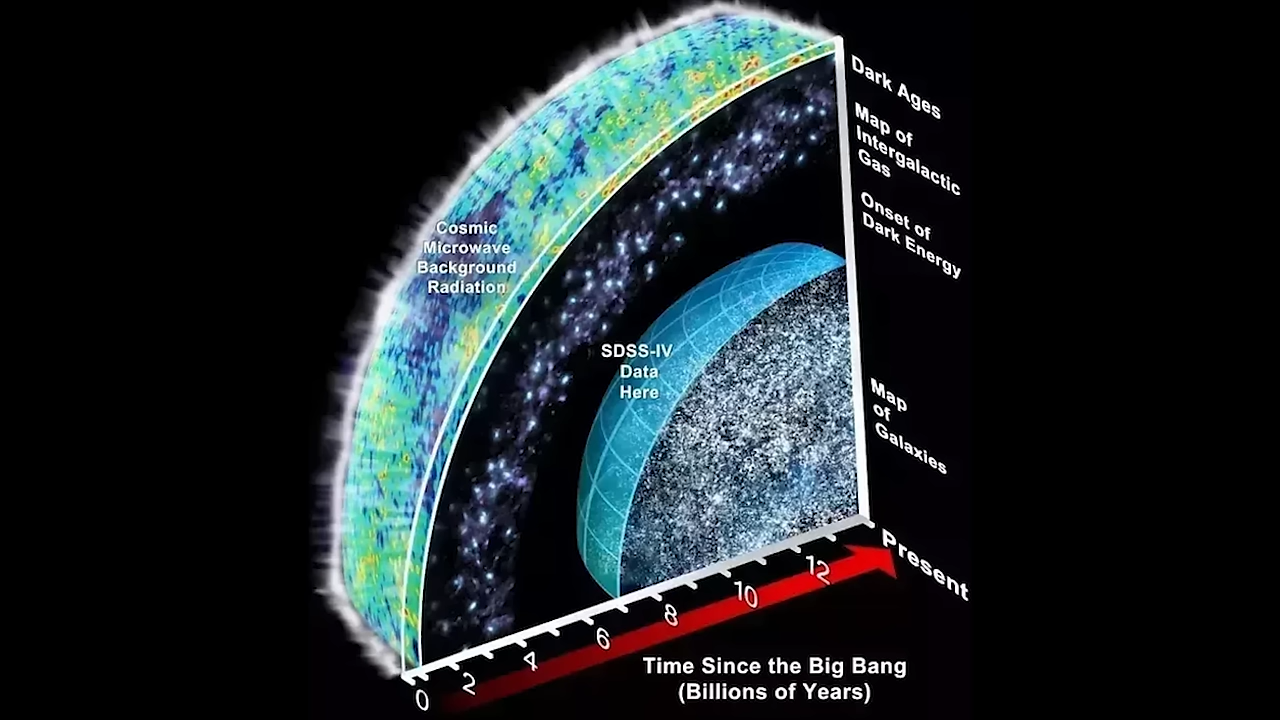 Dark Ages
Map of
Intergalactic
Gas
Onset of
Dark Energy
Cosmic
Microwave
Background
Radiation
SDSS-IV
Data
Here
Map
of
Galaxies
Present
0 2 4 6 8 10 12
Time Since the Big Bang
(Billions of Years)